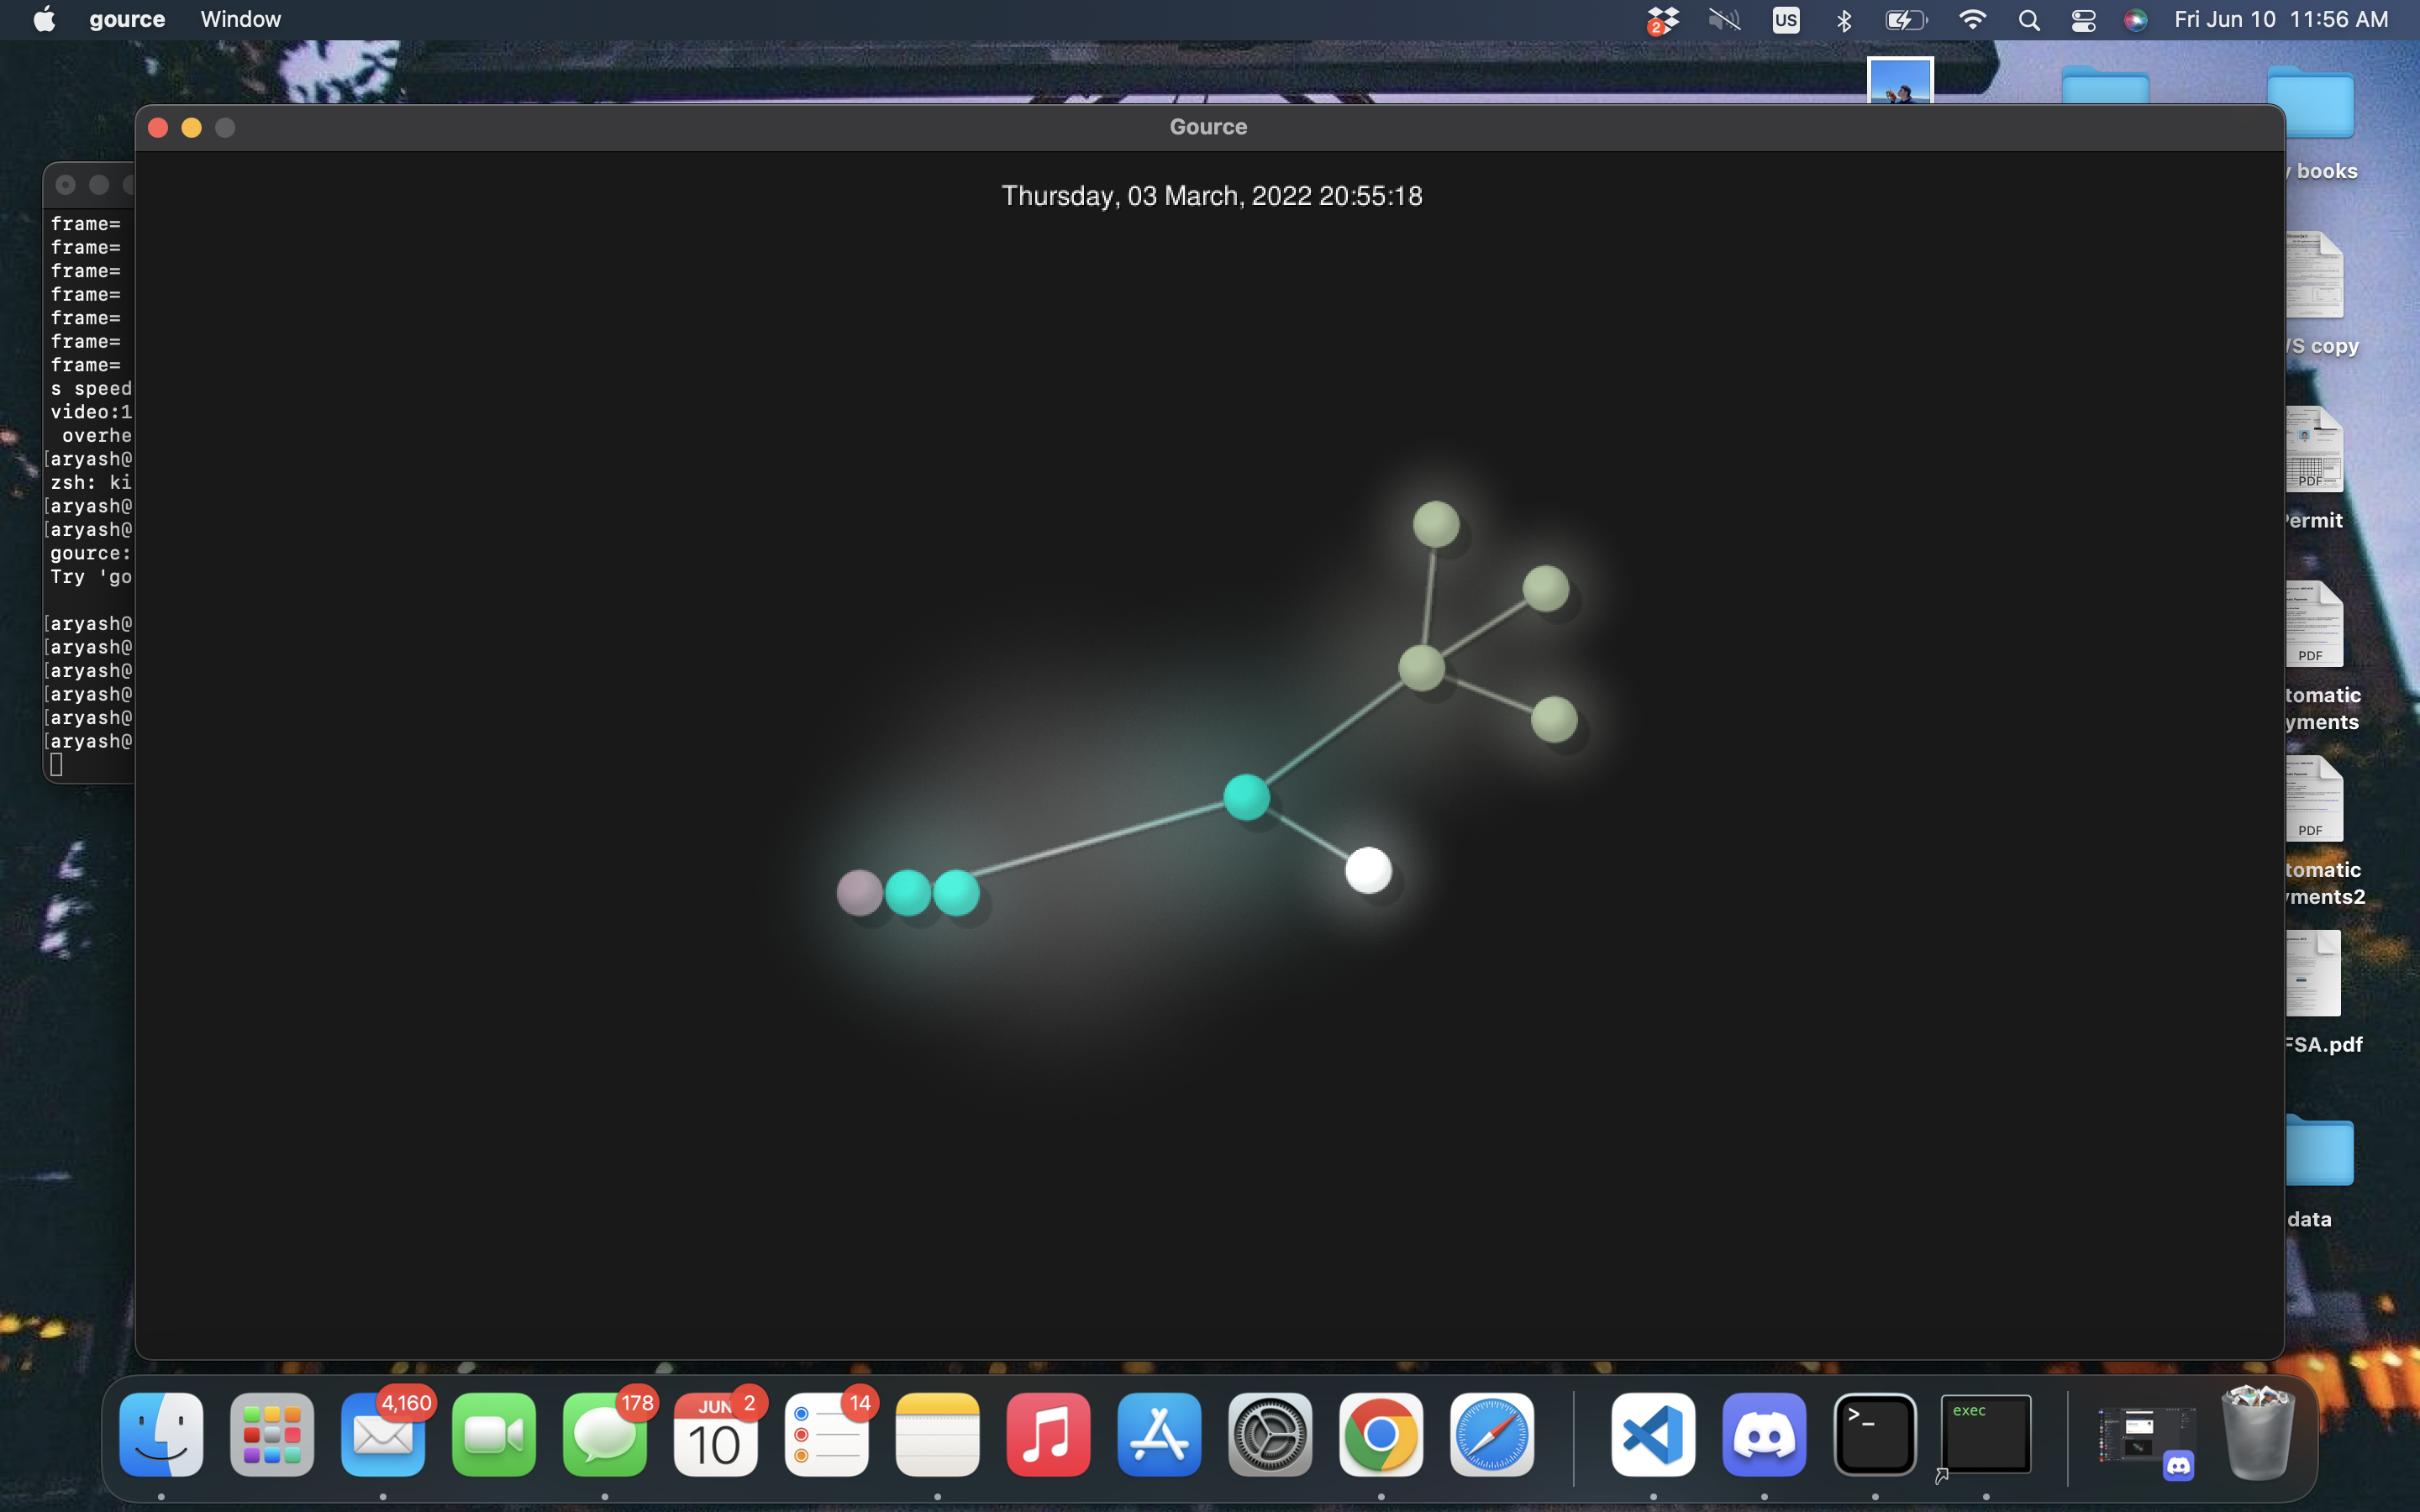 gource Window
2 US Fri Jun 10 11:56 AM
Gource
Thursday, 03 March, 2022 20:55:18
frame=
frame=
frame=
frame=
frame=
frame=
frame=
s speed
video:1
overhe
[aryash@
zsh: ki
[aryash@
[aryash@
gource:
Try 'go
[aryash@
[aryash@
[aryash@
[aryash@
[aryash@
[aryash@
y books
WS copy
PDF
Permit
PDF
tomatic
yments
PDF
tomatic
yments2
FSA.pdf
data
4,160
178
JUN 2
10
14
>_
exec